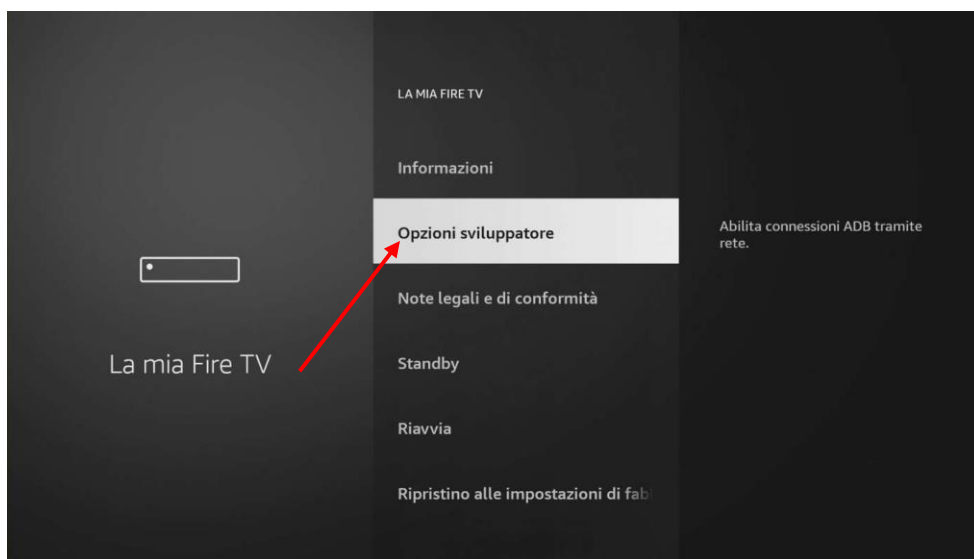 LA MIA FIRE TV
Informazioni
Opzioni sviluppatore
Abilita connessioni ADB tramite
rete.
Note legali e di conformità
La mia Fire TV
Standby
Riavvia
Ripristino alle impostazioni di fab